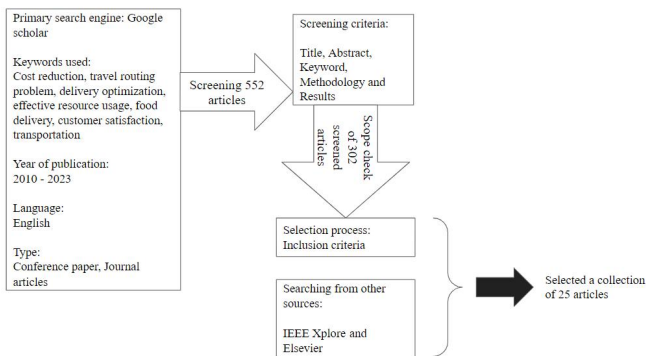 Primary search engine: Google
scholar
Keywords used:
Cost reduction, travel routing
problem, delivery optimization,
effective resource usage, food
delivery, customer satisfaction,
transportation
Year of publication:
2010 - 2023
Language:
English
Type:
Conference paper, Journal
articles
Screening 552
articles
Screening criteria:
Title, Abstract,
Keyword,
Methodology and
Results
Scope check
of 302
screened
articles
Selection process:
Inclusion criteria
Searching from other
sources:
IEEE Xplore and
Elsevier
Selected a collection
of 25 articles